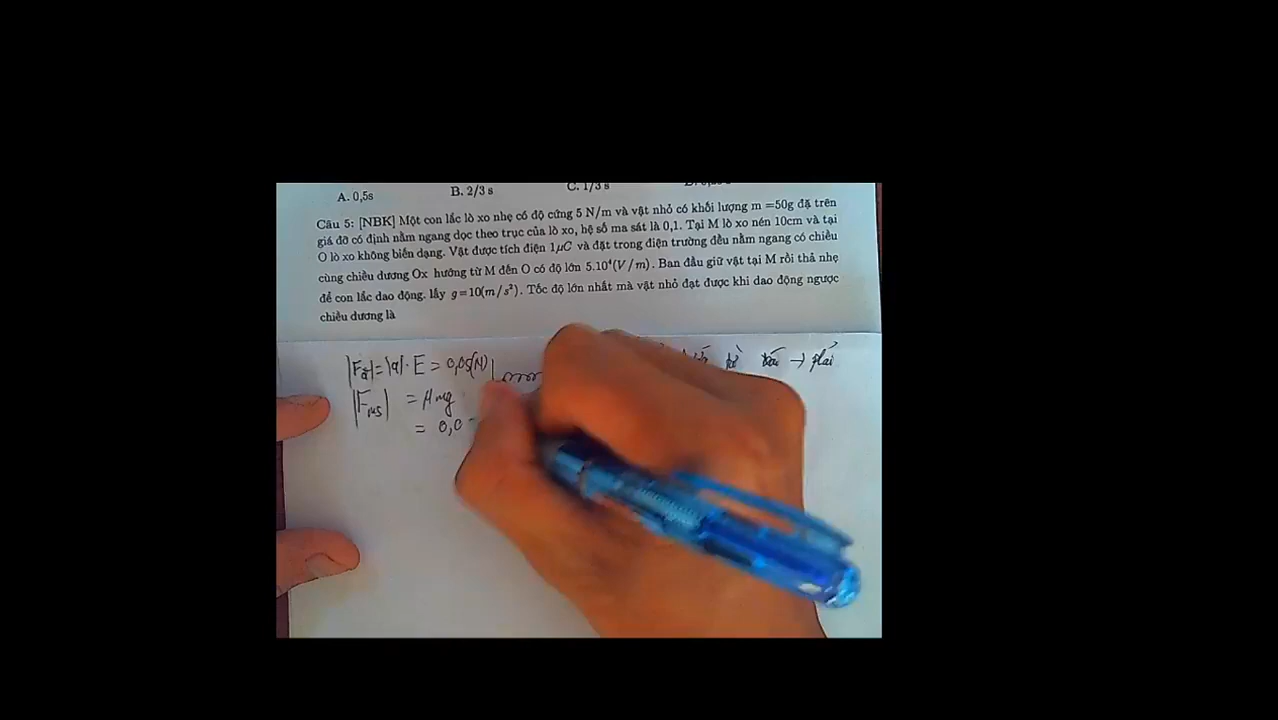 A. 0,5s B. 2/3 s C. 1/3 s
Câu 5: [NBK] Một con lắc lò xo nhẹ có độ cứng 5 N/m và vật nhỏ có khối lượng m =50g đặ trên
giá đỡ có định nằm ngang dọc theo trục của lò xo, hệ số ma sát là 0,1. Tại M lò xo nén 10cm và tại
O lò xo không biến dạng. Vật được tích điện 1μC và đặt trong điện trường đều nằm ngang có chiều
cùng chiều dương Ox hướng từ M đến O có độ lớn 5.10⁴(V/m). Ban đầu giữ vật tại M rồi thả nhẹ
để con lắc dao động. lấy g=10(m/s²). Tốc độ lớn nhất mà vật nhỏ đạt được khi dao động ngược
chiều dương là
|Fđ|=|q|.E = 0,05(N) → phải
|Fms| = μmg
= 0,0